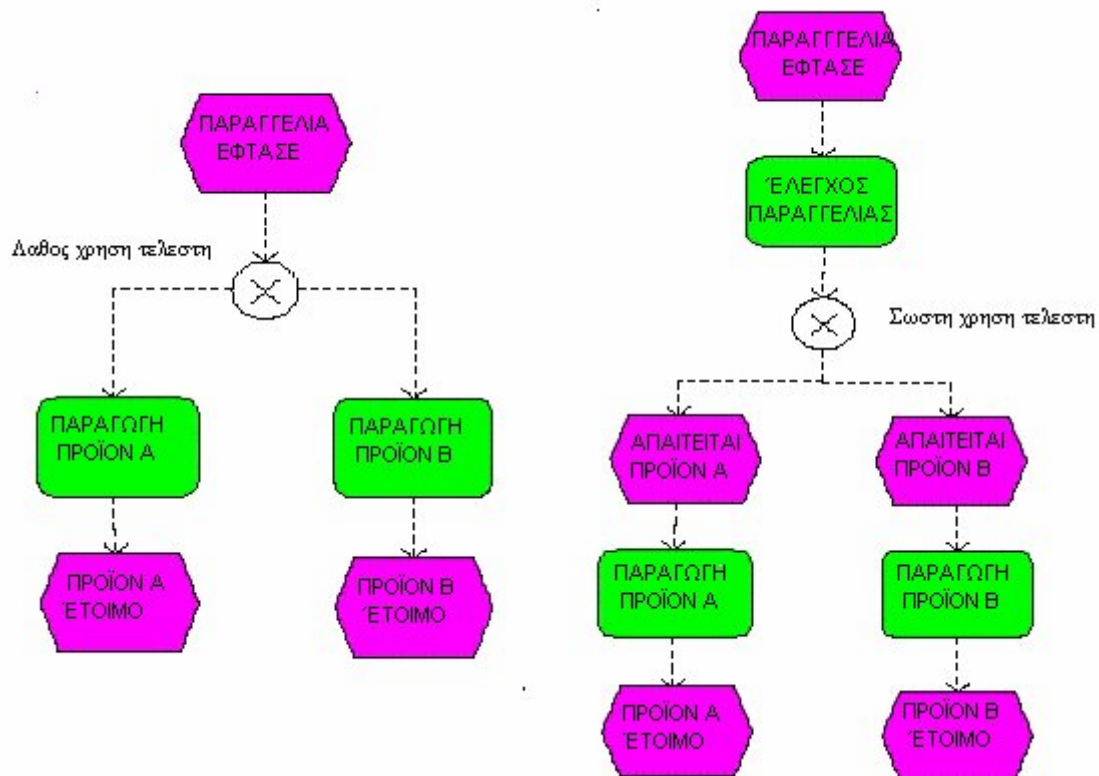 ΠΑΡΑΓΓΕΛΙΑ
ΕΦΤΑΣΕ
Λαθος χρηση τελεστη
ΠΑΡΑΓΩΓΗ
ΠΡΟΪΟΝ Α
ΠΑΡΑΓΩΓΗ
ΠΡΟΪΟΝ Β
ΠΡΟΪΟΝ Α
ΈΤΟΙΜΟ
ΠΡΟΪΟΝ Β
ΈΤΟΙΜΟ
ΠΑΡΑΓΓΓΕΛΙΑ
ΕΦΤΑΣΕ
ΈΛΕΓΧΟΣ
ΠΑΡΑΓΓΕΛΙΑΣ
Σωστη χρηση τελεστη
ΑΠΑΙΤΕΙΤΑΙ
ΠΡΟΪΟΝ Α
ΑΠΑΙΤΕΙΤΑΙ
ΠΡΟΪΟΝ Β
ΠΑΡΑΓΩΓΗ
ΠΡΟΪΟΝ Α
ΠΑΡΑΓΩΓΗ
ΠΡΟΪΟΝ Β
ΠΡΟΪΟΝ Α
ΈΤΟΙΜΟ
ΠΡΟΪΟΝ Β
ΈΤΟΙΜΟ